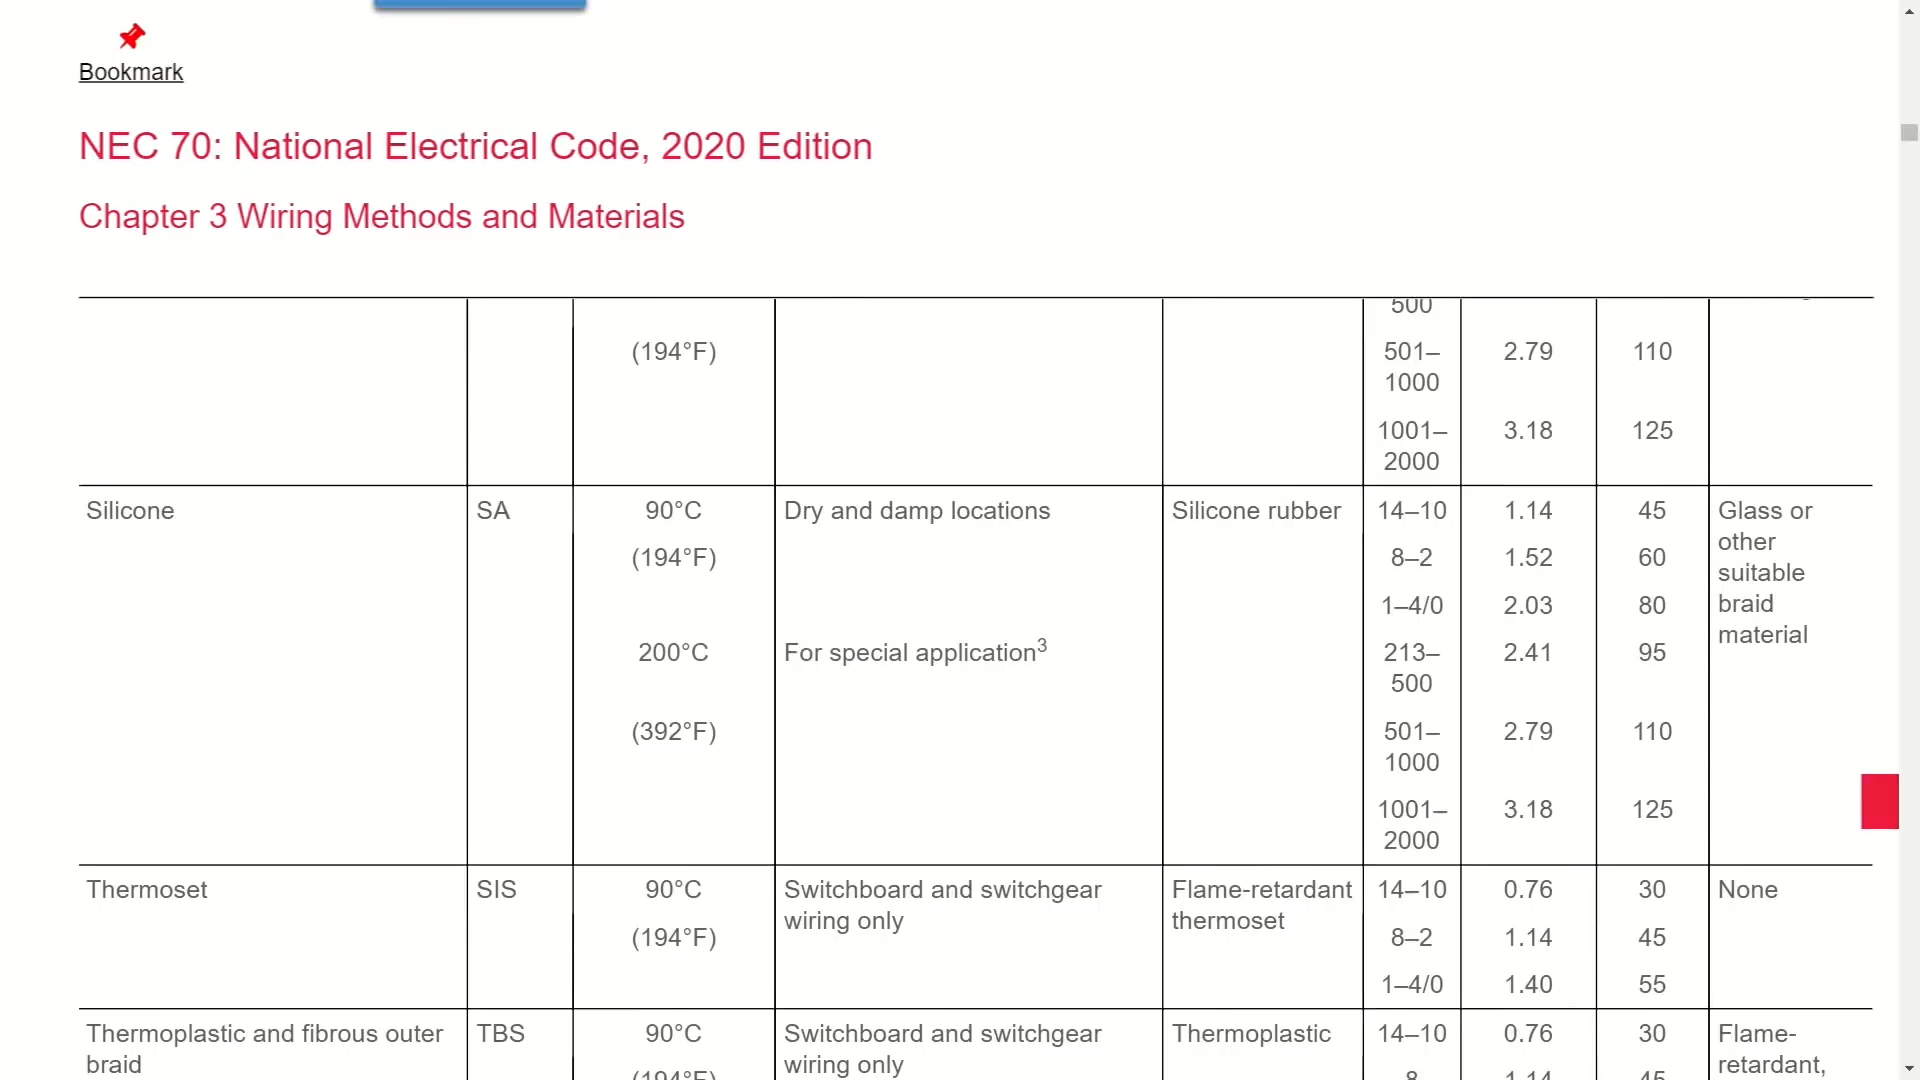 Bookmark
NEC 70: National Electrical Code, 2020 Edition
Chapter 3 Wiring Methods and Materials
500
(194°F) 501– 2.79 110
1000
1001– 3.18 125
2000
Silicone SA 90°C Dry and damp locations Silicone rubber 14–10 1.14 45 Glass or
other
(194°F) 8–2 1.52 60
suitable
1–4/0 2.03 80 braid
material
200°C For special application3 213– 2.41 95
500
(392°F) 501– 2.79 110
1000
1001– 3.18 125
2000
Thermoset SIS 90°C Switchboard and switchgear Flame-retardant 14–10 0.76 30 None
wiring only thermoset
(194°F) 8–2 1.14 45
1–4/0 1.40 55
Thermoplastic and fibrous outer TBS 90°C Switchboard and switchgear Thermoplastic 14–10 0.76 30 Flame-
braid wiring only retardant,
(194°F) 8 1.14 45